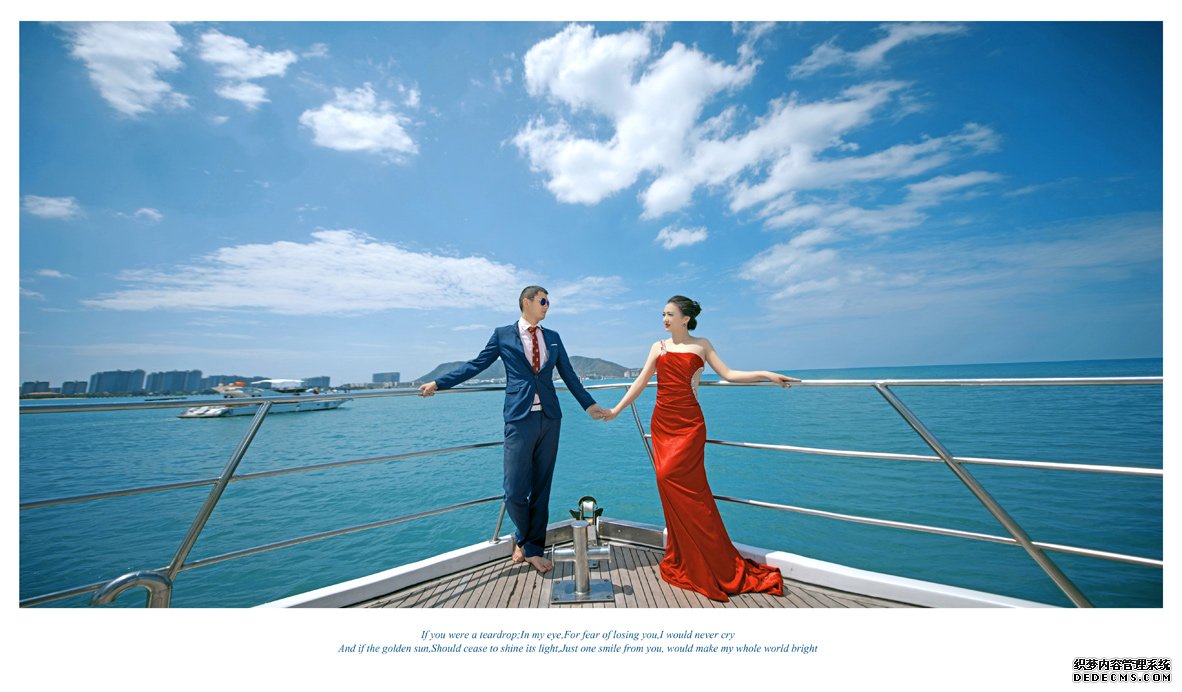 If you were a teardrop;In my eye,For fear of losing you,I would never cry
And if the golden sun,Should cease to shine its light,Just one smile from you, would make my whole world bright
织梦内容管理系统
DEDECMS.COM